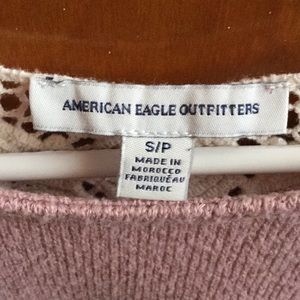 AMERICAN EAGLE OUTFITTERS
S/P
MADE IN
MOROCCO
FABRIQUÉ AU
MAROC